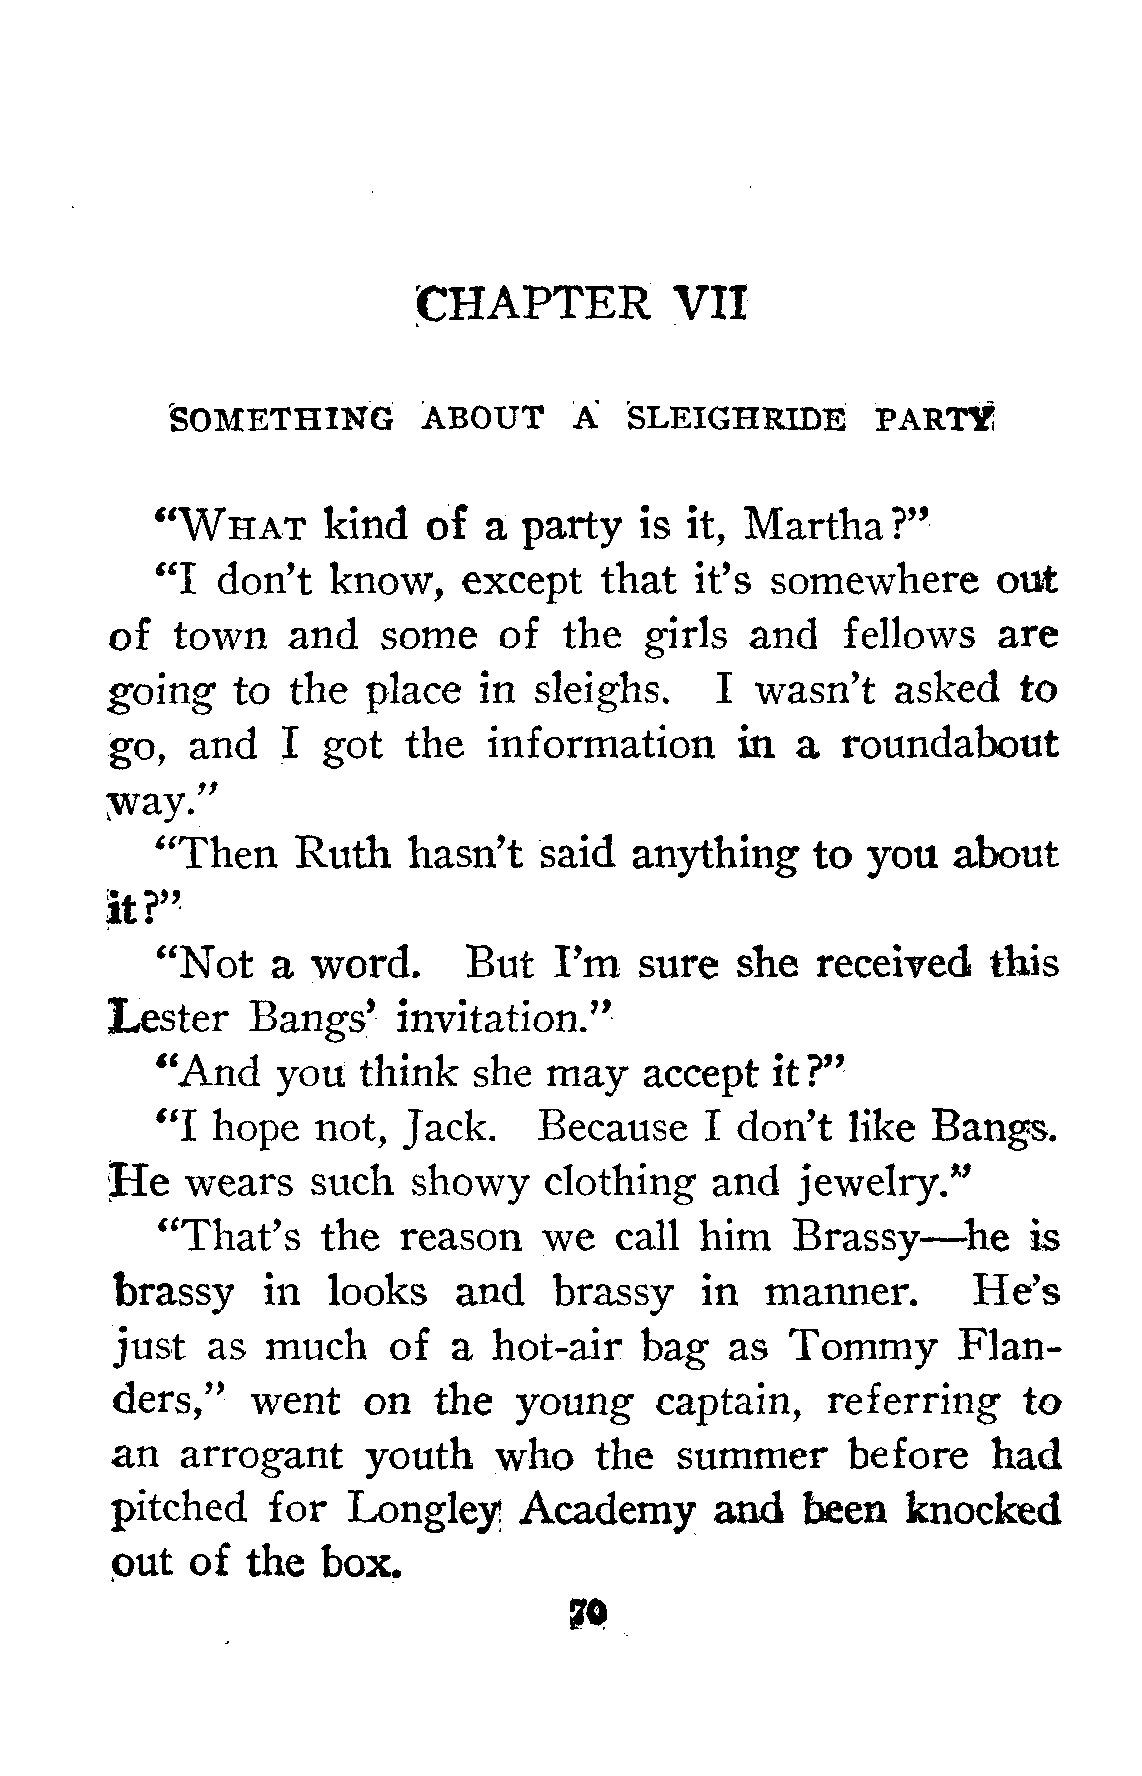 CHAPTER VII
SOMETHING ABOUT A SLEIGHRIDE PARTY
“WHAT kind of a party is it, Martha?”
“I don’t know, except that it’s somewhere out
of town and some of the girls and fellows are
going to the place in sleighs. I wasn’t asked to
go, and I got the information in a roundabout
way.”
“Then Ruth hasn’t said anything to you about
it?”
“Not a word. But I’m sure she received this
Lester Bangs’ invitation.”
“And you think she may accept it?”
“I hope not, Jack. Because I don’t like Bangs.
He wears such showy clothing and jewelry.”
“That’s the reason we call him Brassy—he is
brassy in looks and brassy in manner. He’s
just as much of a hot-air bag as Tommy Flan-
ders,” went on the young captain, referring to
an arrogant youth who the summer before had
pitched for Longley Academy and been knocked
out of the box.
70